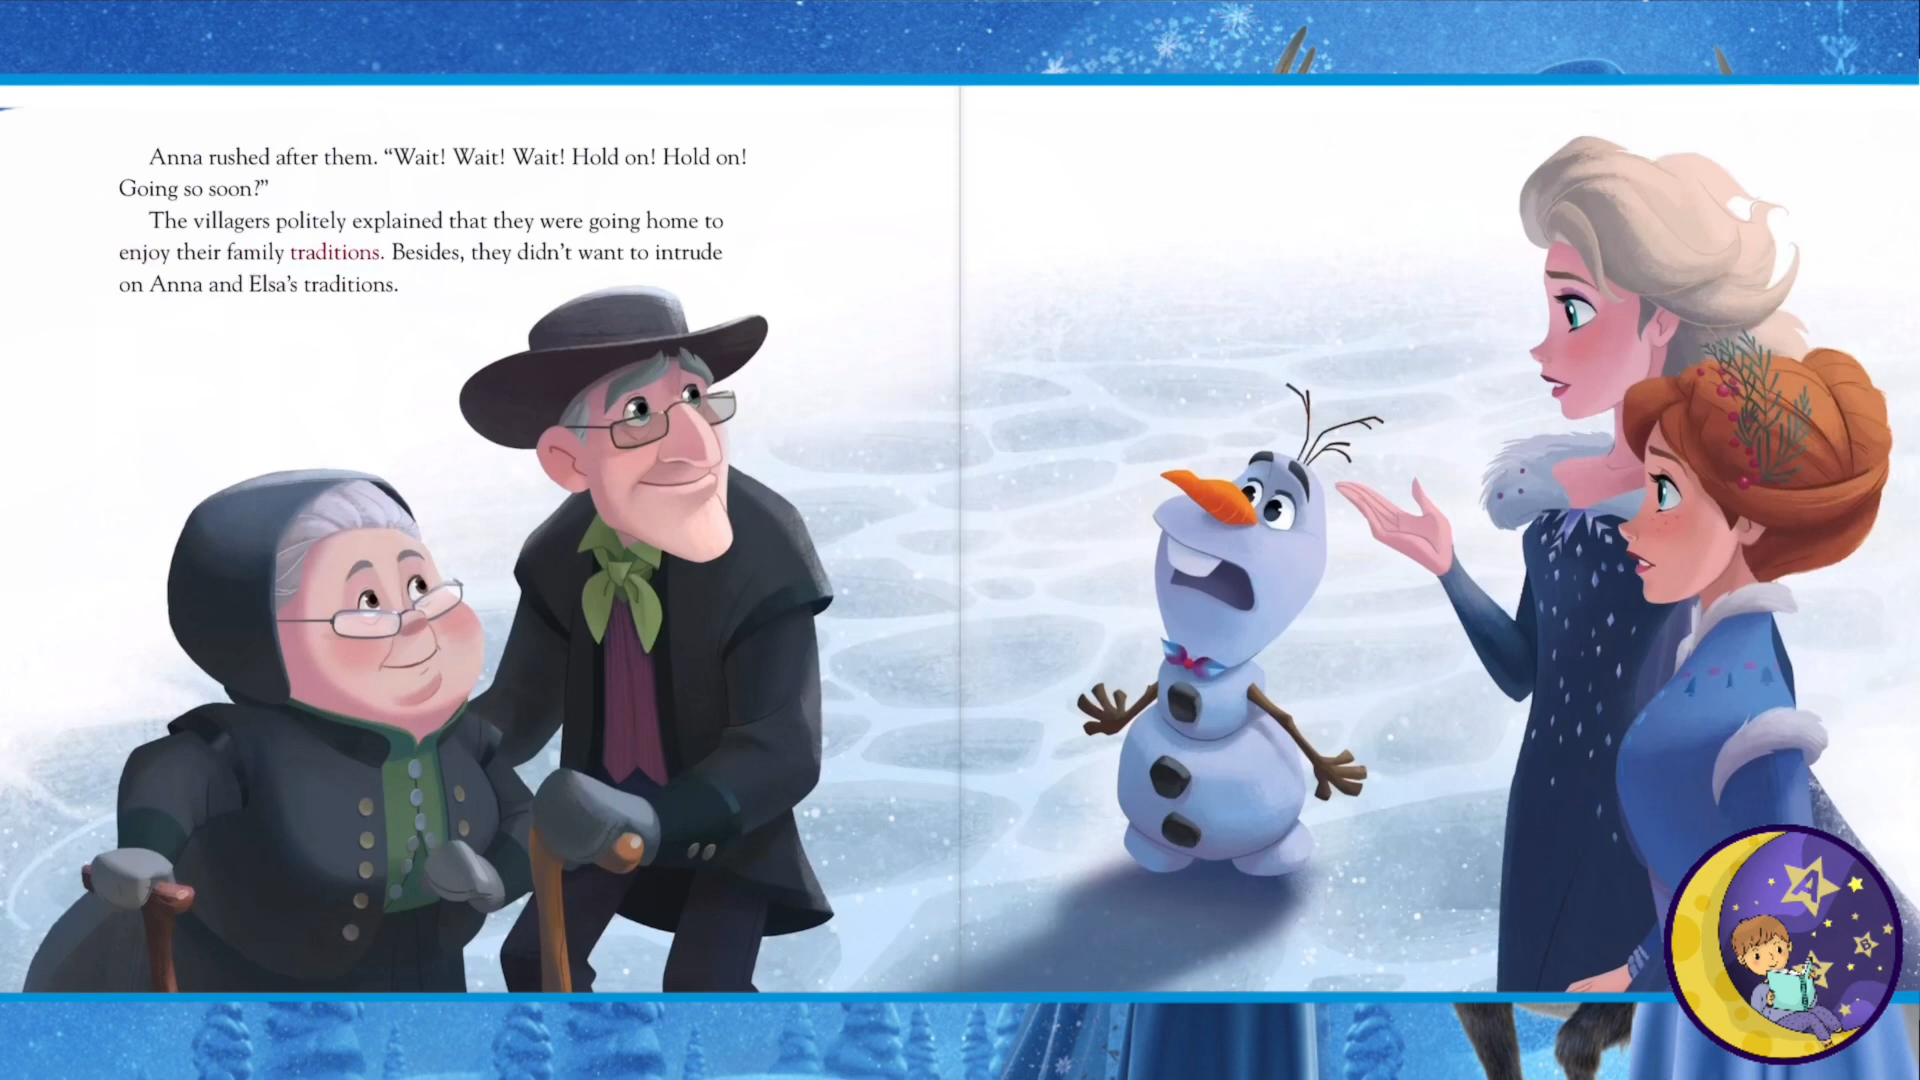 Anna rushed after them. “Wait! Wait! Wait! Hold on! Hold on!
Going so soon?”
The villagers politely explained that they were going home to
enjoy their family traditions. Besides, they didn’t want to intrude
on Anna and Elsa’s traditions.
A
B